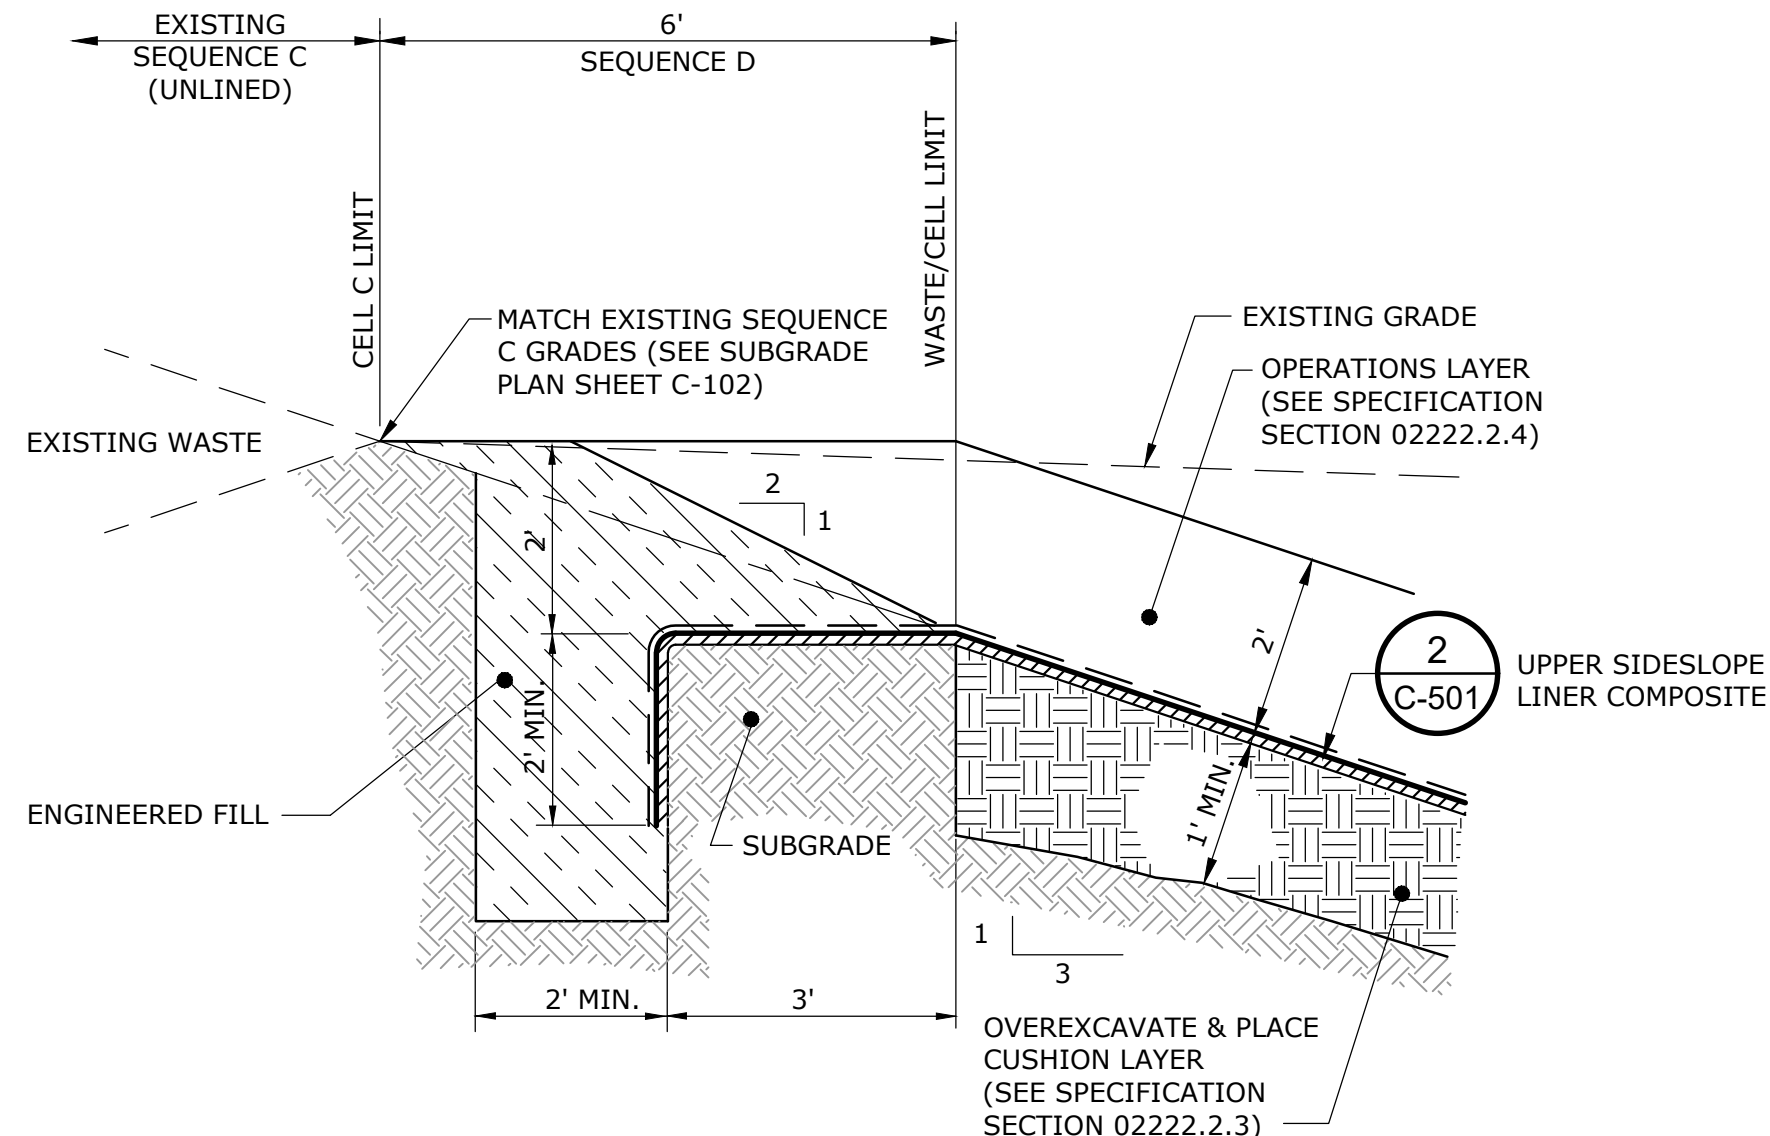 EXISTING
SEQUENCE C
(UNLINED)
6'
SEQUENCE D
CELL C LIMIT
WASTE/CELL LIMIT
MATCH EXISTING SEQUENCE
C GRADES (SEE SUBGRADE
PLAN SHEET C-102)
EXISTING GRADE
OPERATIONS LAYER
(SEE SPECIFICATION
SECTION 02222.2.4)
EXISTING WASTE
2
1
2'
2'
2' MIN.
2
C-501
UPPER SIDESLOPE
LINER COMPOSITE
1' MIN.
ENGINEERED FILL
SUBGRADE
1
3
2' MIN.
3'
OVEREXCAVATE & PLACE
CUSHION LAYER
(SEE SPECIFICATION
SECTION 02222.2.3)